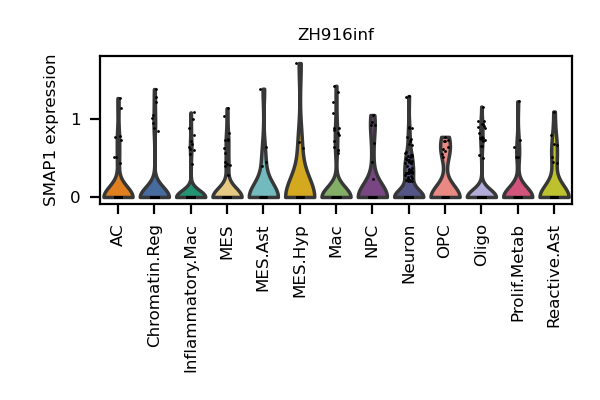 ZH916inf
SMAP1 expression
1
0
AC
Chromatin.Reg
Inflammatory.Mac
MES
MES.Ast
MES.Hyp
Mac
NPC
Neuron
OPC
Oligo
Prolif.Metab
Reactive.Ast